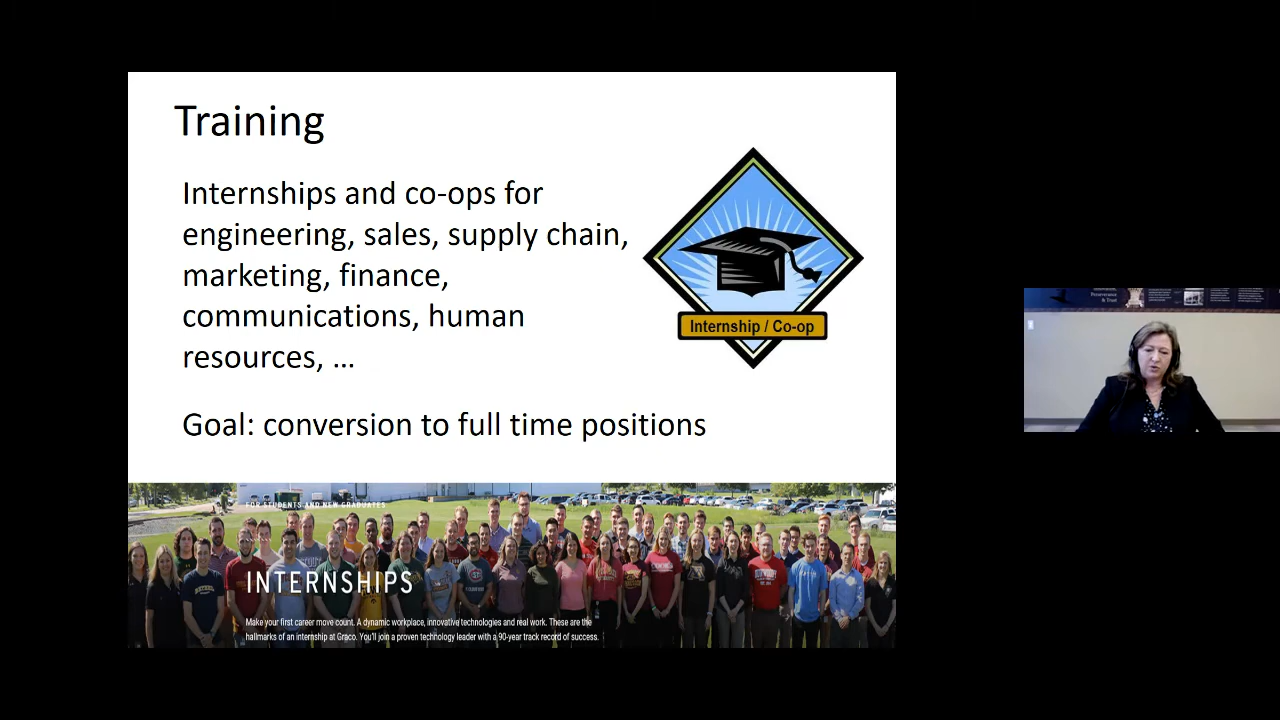 Training
Internships and co-ops for
engineering, sales, supply chain,
marketing, finance,
communications, human
resources, ...
Goal: conversion to full time positions
Internship / Co-op
FOR STUDENTS AND NEW GRADUATES
INTERNSHIPS
Make your first career move count. A dynamic workplace, innovative technologies and real work. These are the
hallmarks of an internship at Graco. You'll join a proven technology leader with a 90-year track record of success.
Perseverance
& Trust